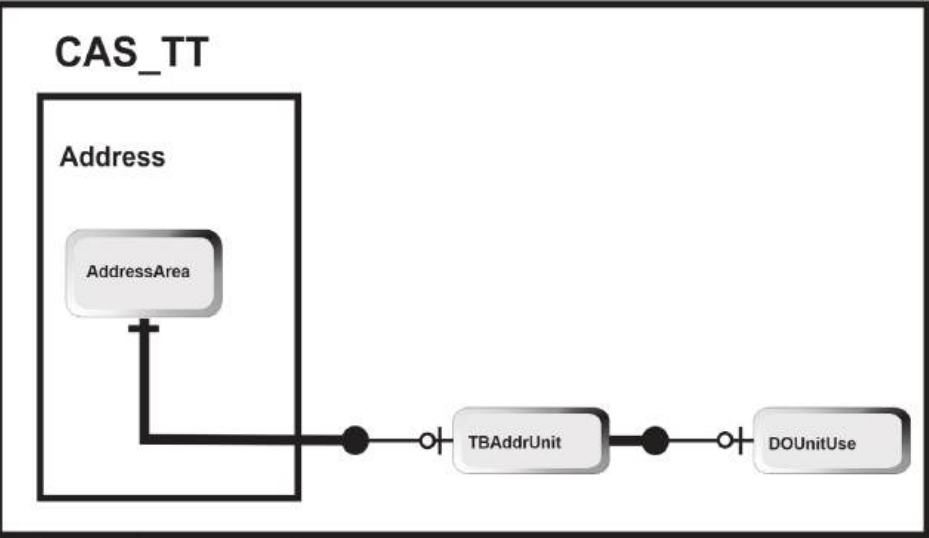 CAS_TT
Address
AddressArea
TBAddrUnit
DOUnitUse